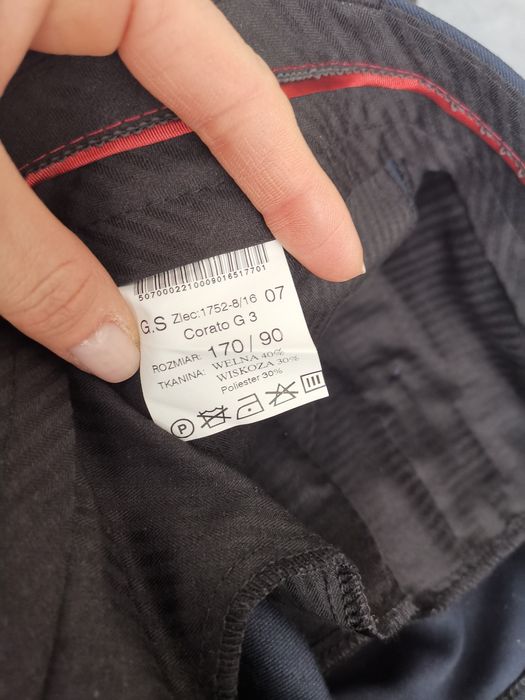 5070002210009016517701
G.S Zlec:1752-8/16 07
Corato G 3
ROZMIAR: 170/90
TKANINA: WEŁNA 40%
WISKOZA 30%
Poliester 30%
P